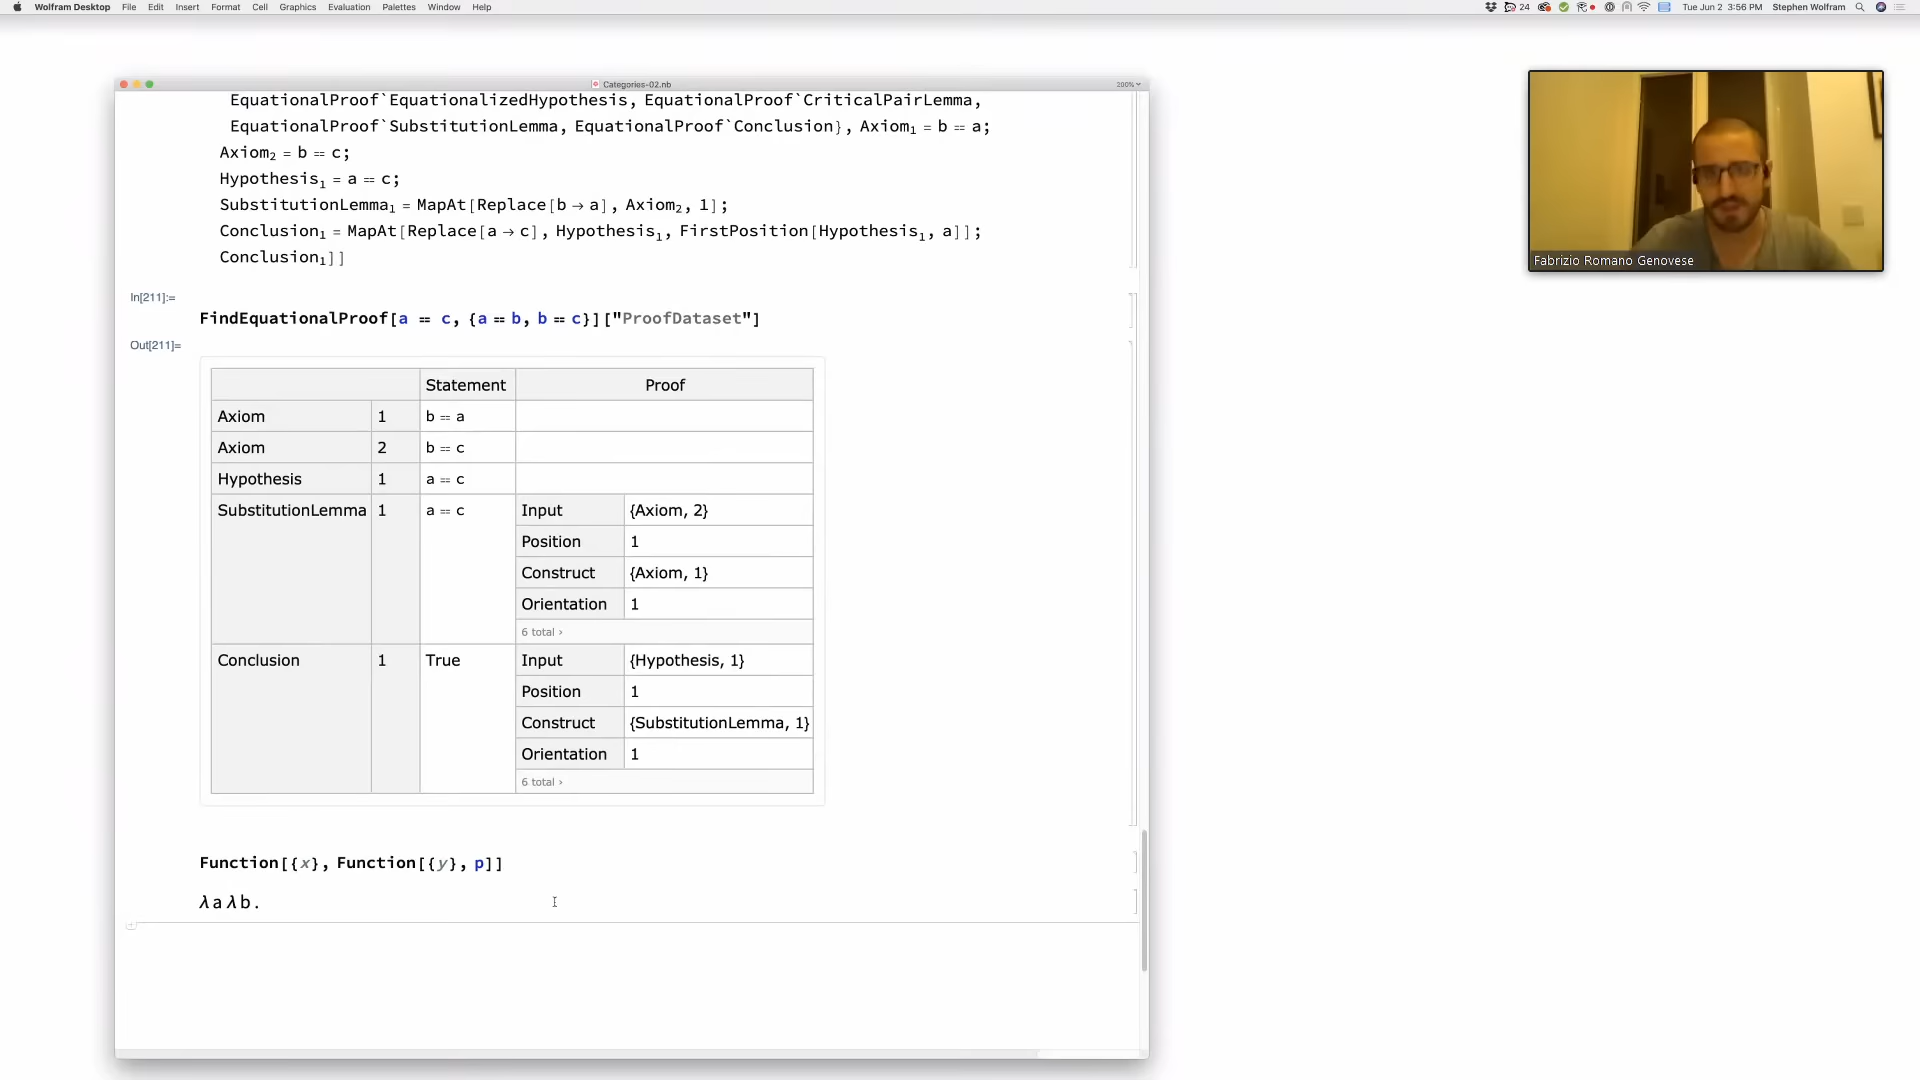 Wolfram Desktop File Edit Insert Format Cell Graphics Evaluation Palettes Window Help 24 Tue Jun 2 3:56 PM Stephen Wolfram
Categories-02.nb 200%
EquationalProof`EquationalizedHypothesis, EquationalProof`CriticalPairLemma,
EquationalProof`SubstitutionLemma, EquationalProof`Conclusion}, Axiom₁ = b == a;
Axiom₂ = b == c;
Hypothesis₁ = a == c;
SubstitutionLemma₁ = MapAt[Replace[b → a], Axiom₂, 1];
Conclusion₁ = MapAt[Replace[a → c], Hypothesis₁, FirstPosition[Hypothesis₁, a]];
Conclusion₁]]
In[211]:=
FindEquationalProof[a == c, {a == b, b == c}]["ProofDataset"]
Out[211]=
Statement Proof
Axiom 1 b == a
Axiom 2 b == c
Hypothesis 1 a == c
SubstitutionLemma 1 a == c Input {Axiom, 2}
Position 1
Construct {Axiom, 1}
Orientation 1
6 total ›
Conclusion 1 True Input {Hypothesis, 1}
Position 1
Construct {SubstitutionLemma, 1}
Orientation 1
6 total ›
Function[{x}, Function[{y}, p]]
λ a λ b .
Fabrizio Romano Genovese